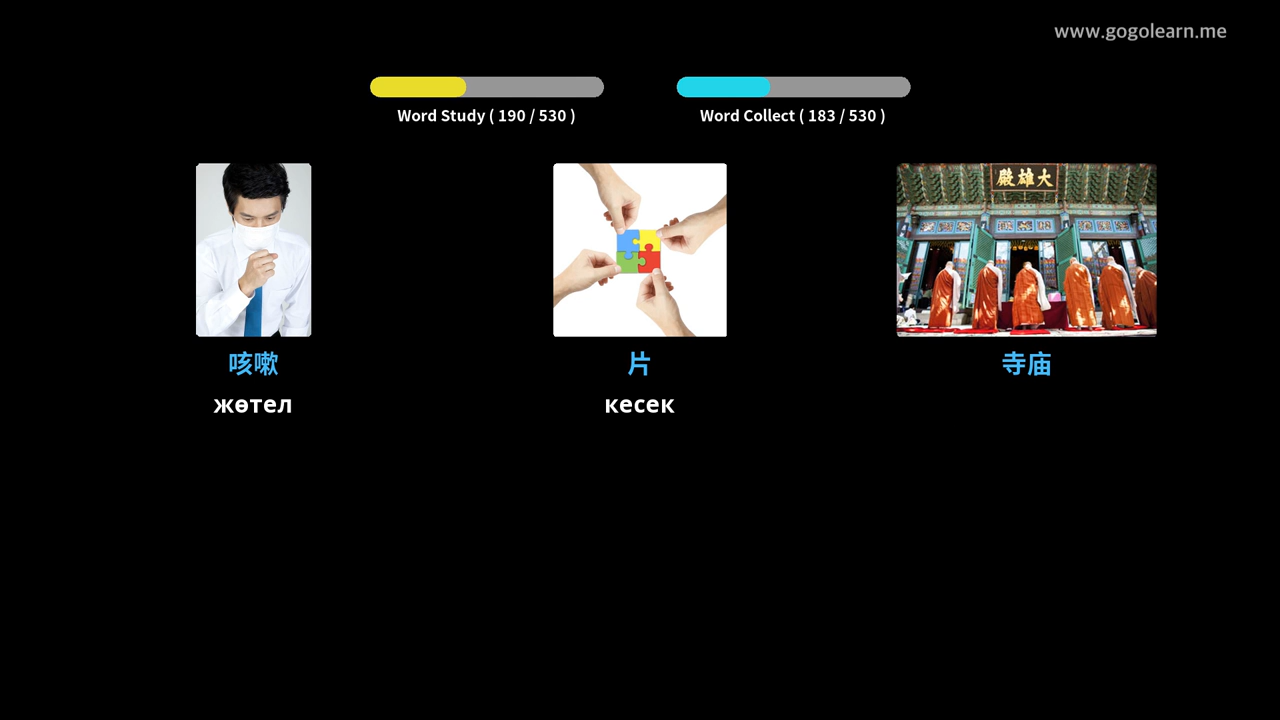 www.gogolearn.me
Word Study ( 190 / 530 )
Word Collect ( 183 / 530 )
大雄殿
咳嗽
片
寺庙
жөтел
кесек